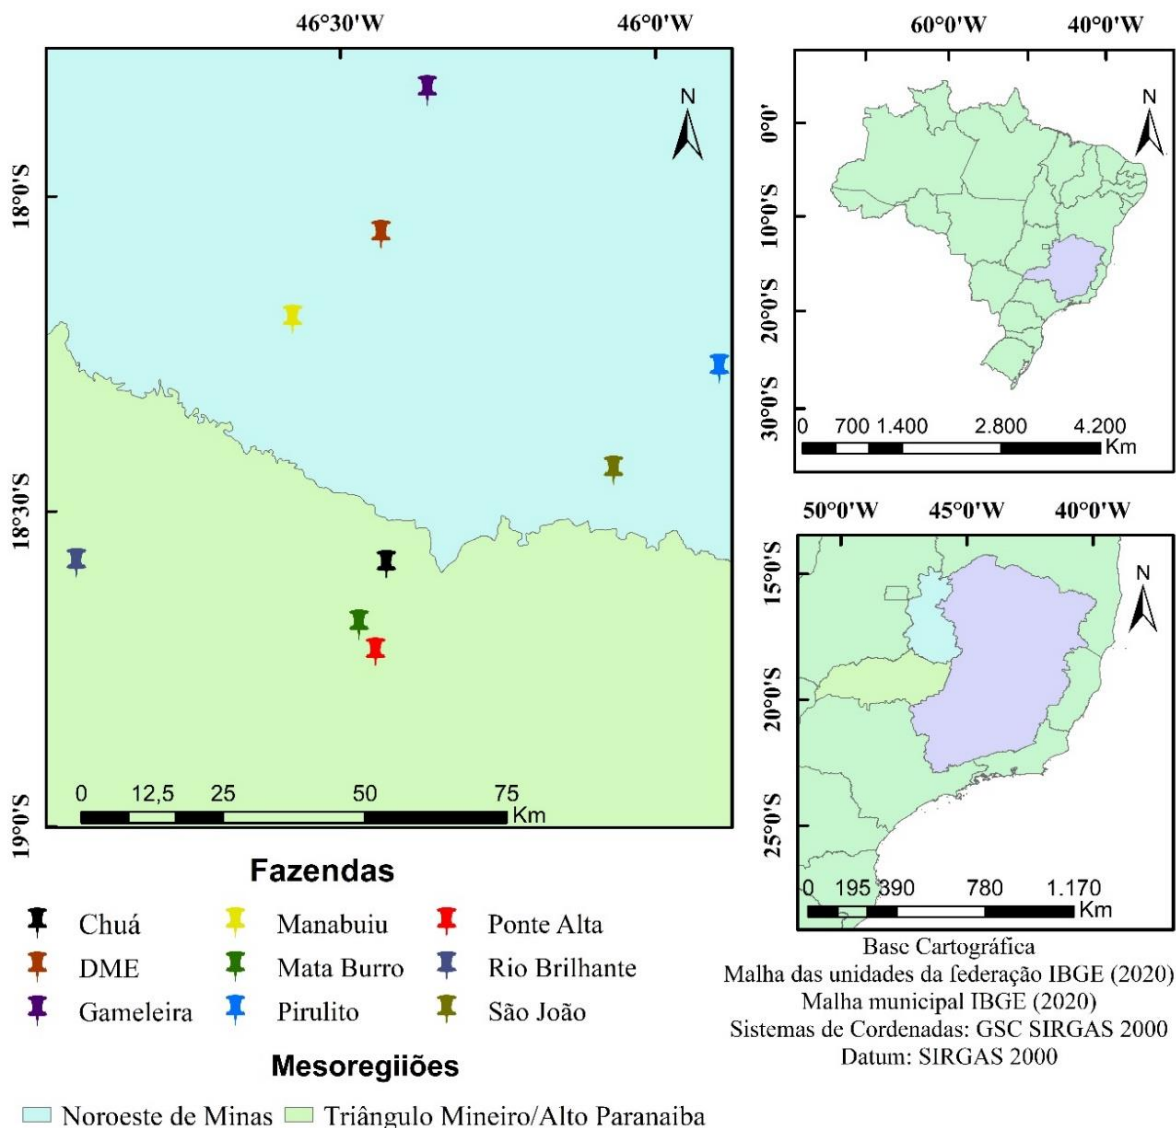 46°30'W 46°0'W
N
18°0'S
18°30'S
19°0'S
0 12,5 25 50 75
Km
60°0'W 40°0'W
N
0°0'
10°0'S
20°0'S
30°0'S
0 700 1.400 2.800 4.200
Km
50°0'W 45°0'W 40°0'W
N
15°0'S
20°0'S
25°0'S
0 195 390 780 1.170
Km
Fazendas
Chuá Manabuiu Ponte Alta
DME Mata Burro Rio Brilhante
Gameleira Pirulito São João
Mesoregiiões
Noroeste de Minas Triângulo Mineiro/Alto Paranaiba
Base Cartográfica
Malha das unidades da federação IBGE (2020)
Malha municipal IBGE (2020)
Sistemas de Cordenadas: GSC SIRGAS 2000
Datum: SIRGAS 2000